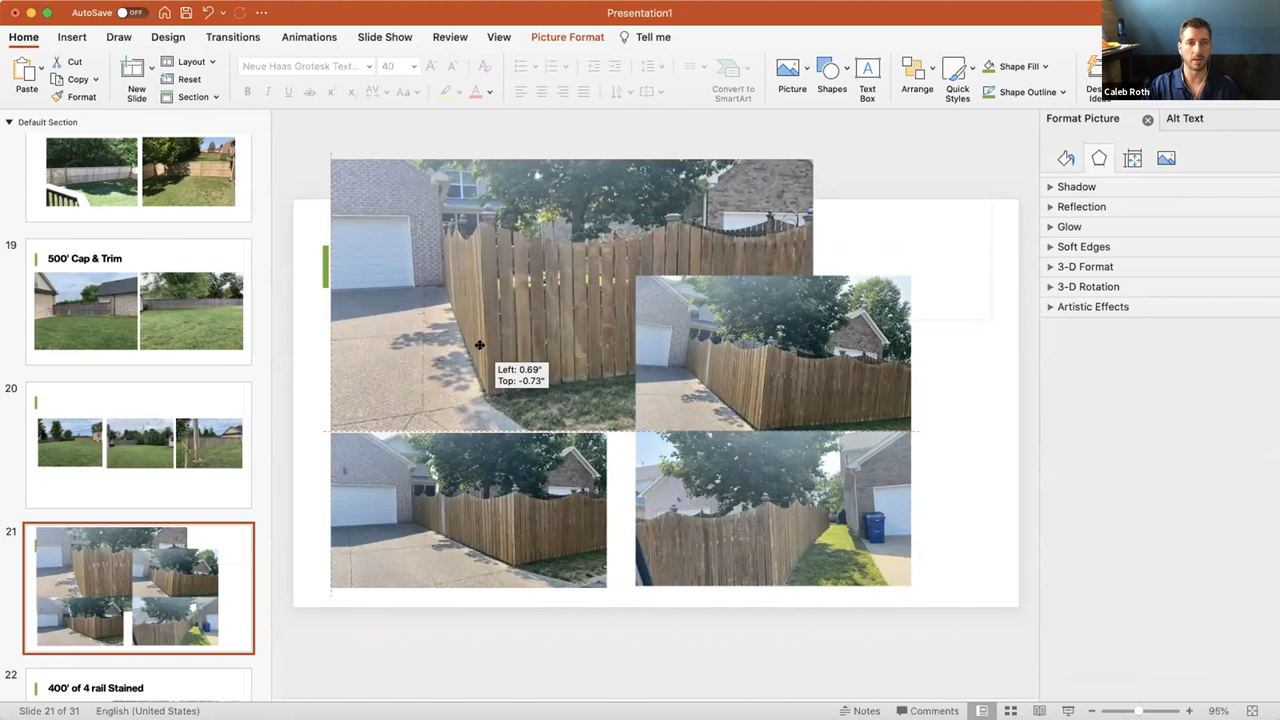 AutoSave OFF
Presentation1
Home Insert Draw Design Transitions Animations Slide Show Review View Picture Format Tell me
Paste
Cut
Copy
Format
New Slide
Layout
Reset
Section
Neue Haas Grotesk Text... 40
Convert to SmartArt
Picture
Shapes
Text Box
Arrange
Quick Styles
Shape Fill
Shape Outline
Caleb Roth
Default Section
19
500' Cap & Trim
20
21
22
400' of 4 rail Stained
Left: 0.69"
Top: -0.73"
Format Picture
Alt Text
Shadow
Reflection
Glow
Soft Edges
3-D Format
3-D Rotation
Artistic Effects
Slide 21 of 31
English (United States)
Notes
Comments
95%